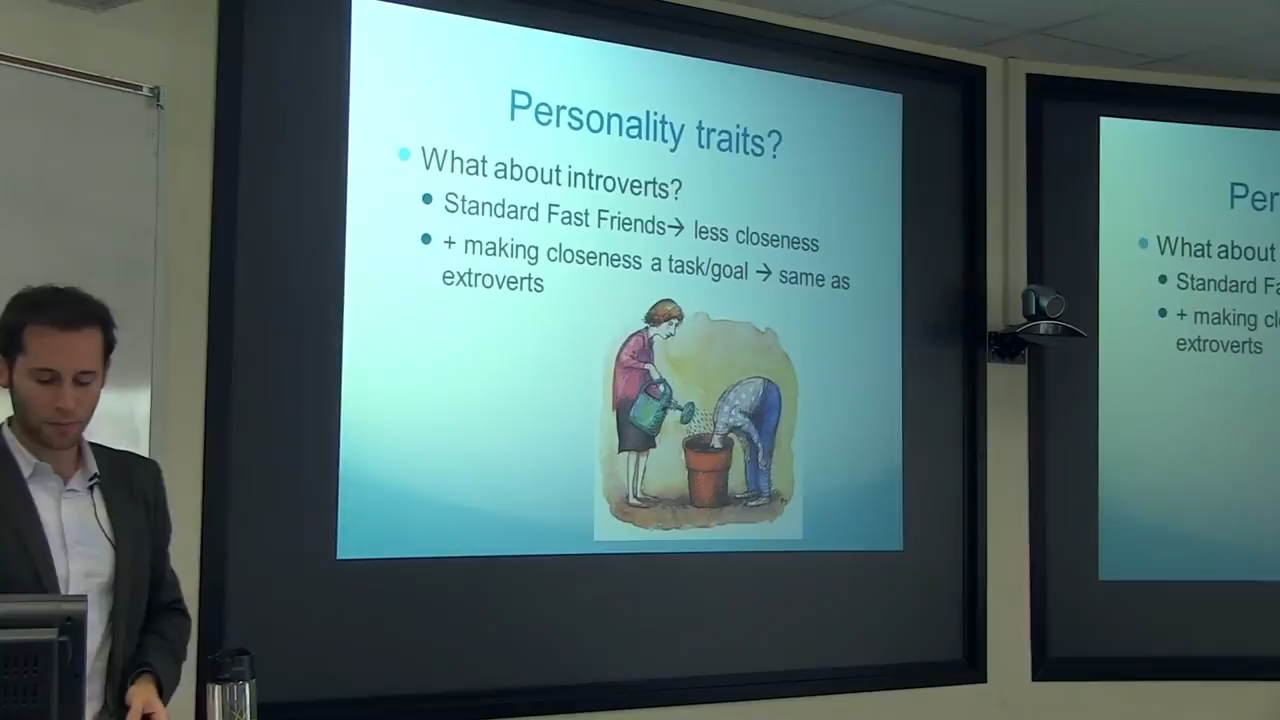 Personality traits?
What about introverts?
Standard Fast Friends→ less closeness
+ making closeness a task/goal → same as
extroverts
Per
What about
Standard Fa
+ making cl
extroverts